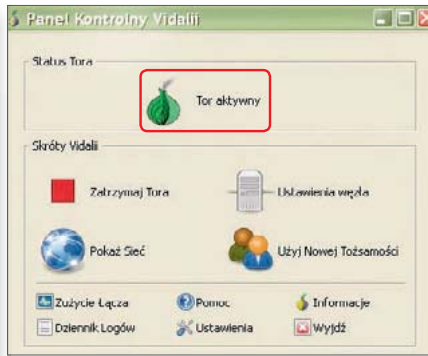 Panel Kontrolny Vidalii
Status Tora
Tor aktywny
Skróty Vidalii
Zatrzymaj Tora
Ustawienia węzła
Pokaż Sieć
Użyj Nowej Tożsamości
Zużycie Łącza
Pomoc
Informacje
Dziennik Logów
Ustawienia
Wyjdź